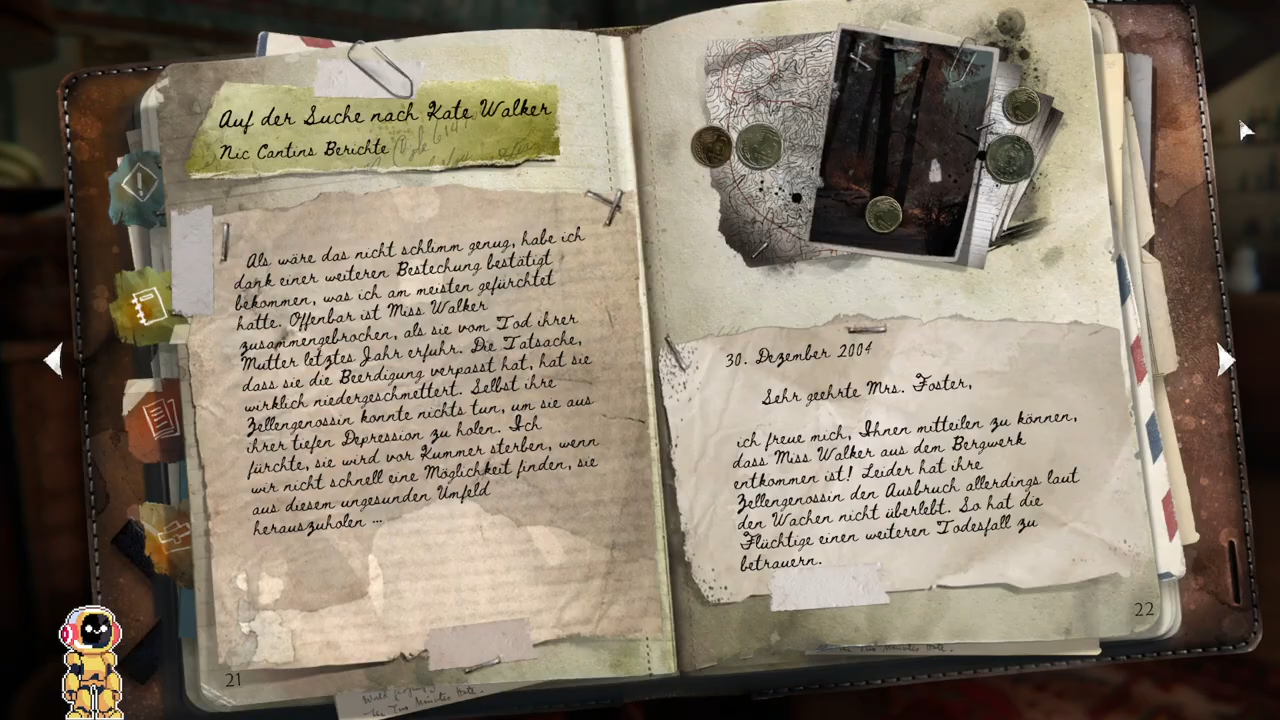 Auf der Suche nach Kate Walker
Nic Cantins Berichte
Als wäre das nicht schlimm genug, habe ich
dank einer weiteren Bestechung bestätigt
bekommen, was ich am meisten gefürchtet
hatte. Offenbar ist Miss Walker
zusammengebrochen, als sie vom Tod ihrer
Mutter letztes Jahr erfuhr. Die Tatsache,
dass sie die Beerdigung verpasst hat, hat sie
wirklich niedergeschmettert. Selbst ihre
Zellengenossin konnte nichts tun, um sie aus
ihrer tiefen Depression zu holen. Ich
fürchte, sie wird vor Kummer sterben, wenn
wir nicht schnell eine Möglichkeit finden, sie
aus diesem ungesunden Umfeld
herauszuholen ...
21
30. Dezember 2004
Sehr geehrte Mrs. Foster,
ich freue mich, Ihnen mitteilen zu können,
dass Miss Walker aus dem Bergwerk
entkommen ist! Leider hat ihre
Zellengenossin den Ausbruch allerdings laut
den Wachen nicht überlebt. So hat die
Flüchtige einen weiteren Todesfall zu
betrauern.
22